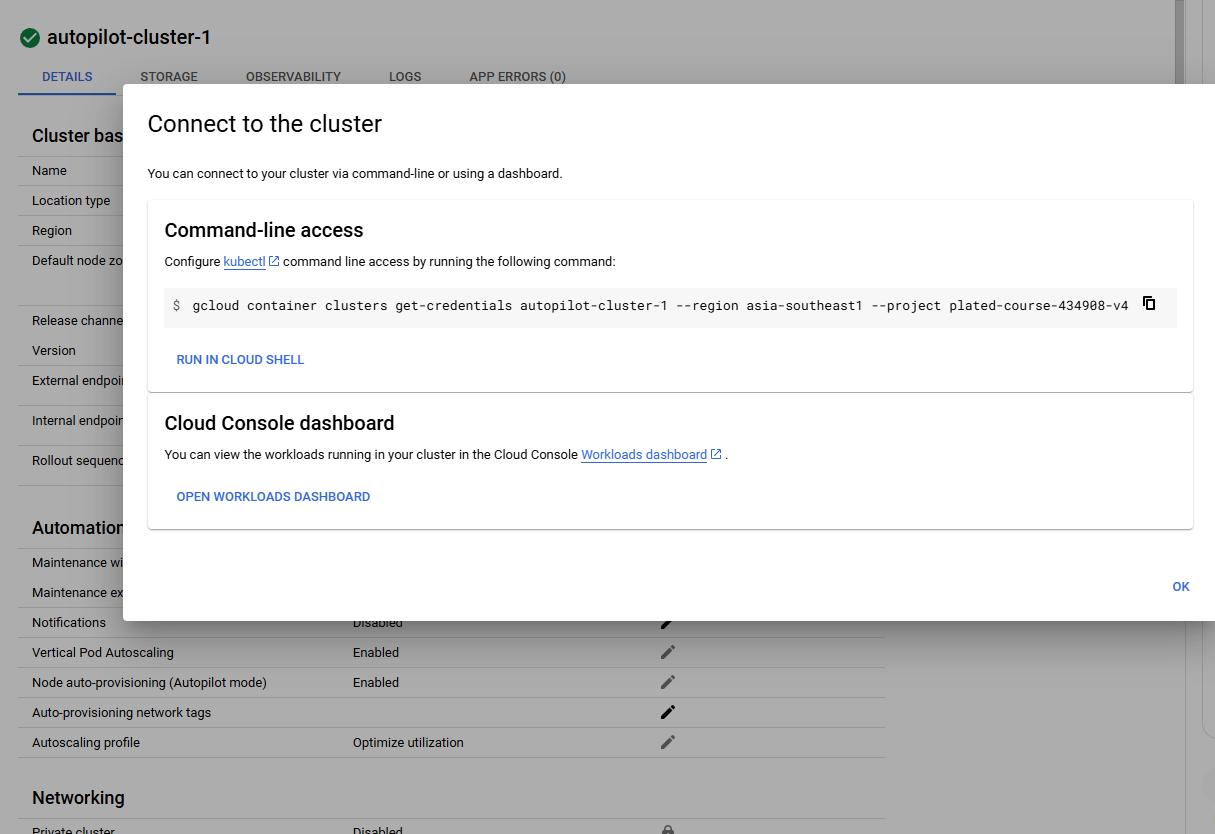 autopilot-cluster-1
DETAILS STORAGE OBSERVABILITY LOGS APP ERRORS (0)
Connect to the cluster
You can connect to your cluster via command-line or using a dashboard.
Command-line access
Configure kubectl command line access by running the following command:
$ gcloud container clusters get-credentials autopilot-cluster-1 --region asia-southeast1 --project plated-course-434908-v4
RUN IN CLOUD SHELL
Cloud Console dashboard
You can view the workloads running in your cluster in the Cloud Console Workloads dashboard .
OPEN WORKLOADS DASHBOARD
OK
Cluster bas
Name
Location type
Region
Default node zo
Release channe
Version
External endpoi
Internal endpoin
Rollout sequenc
Automation
Maintenance wi
Maintenance ex
Notifications Disabled
Vertical Pod Autoscaling Enabled
Node auto-provisioning (Autopilot mode) Enabled
Auto-provisioning network tags
Autoscaling profile Optimize utilization
Networking
Private cluster Disabled